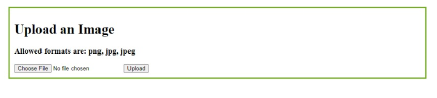 Upload an Image
Allowed formats are: png, jpg, jpeg
Choose File No file chosen Upload